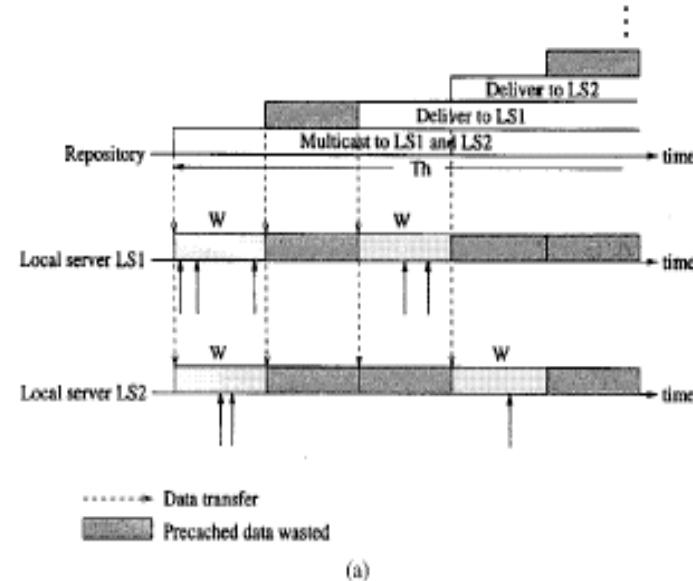 Deliver to LS2
Deliver to LS1
Multicast to LS1 and LS2
Repository
time
Th
W
W
Local server LS1
time
W
W
Local server LS2
time
Data transfer
Precached data wasted
(a)